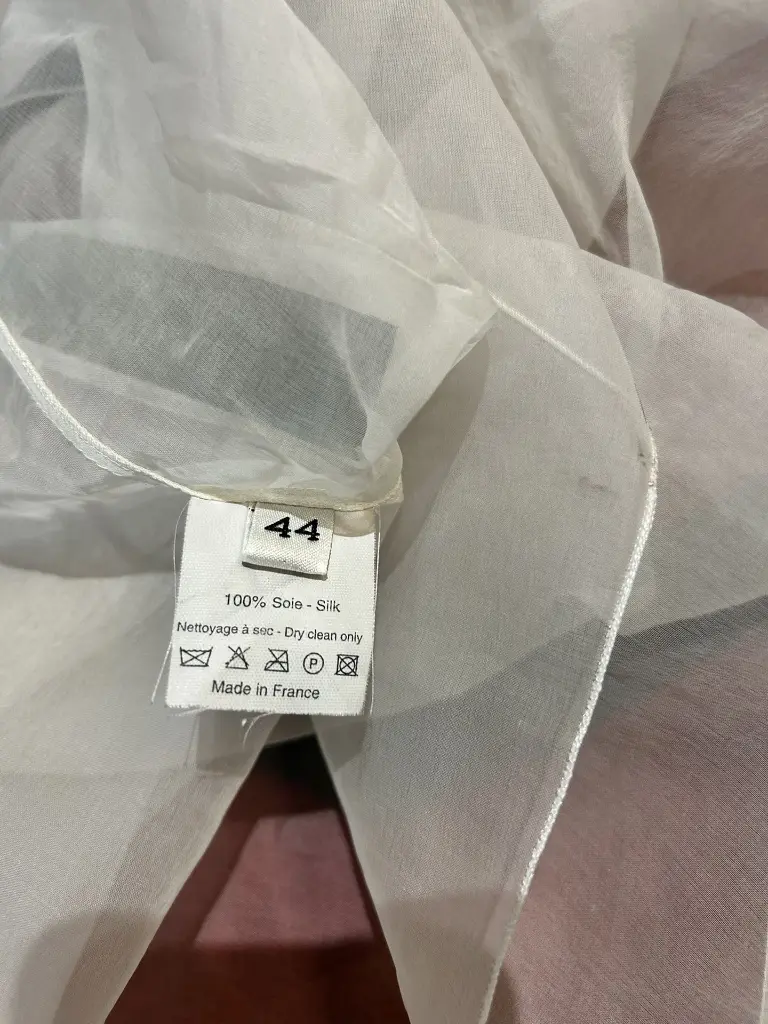 44
100% Soie - Silk
Nettoyage à sec - Dry clean only
P
Made in France